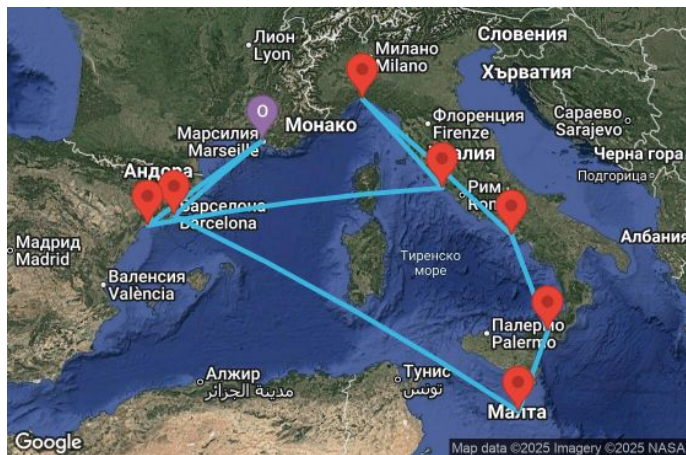 Лион
Lyon
Милано
Milano
Словения
Хърватия
О
Марсилия
Marseille
Монако
Флоренция
Firenze
Сараево
Sarajevo
Андора
Черна гора
Подгорица
Рим
Барселона
Barcelona
Мадрид
Madrid
Албания
Тиренско
море
Валенсия
València
Палермо
Palermo
Алжир
مدينة الجزائر
Тунис
تونس
Малта
Google
Map data ©2025 Imagery ©2025 NASA